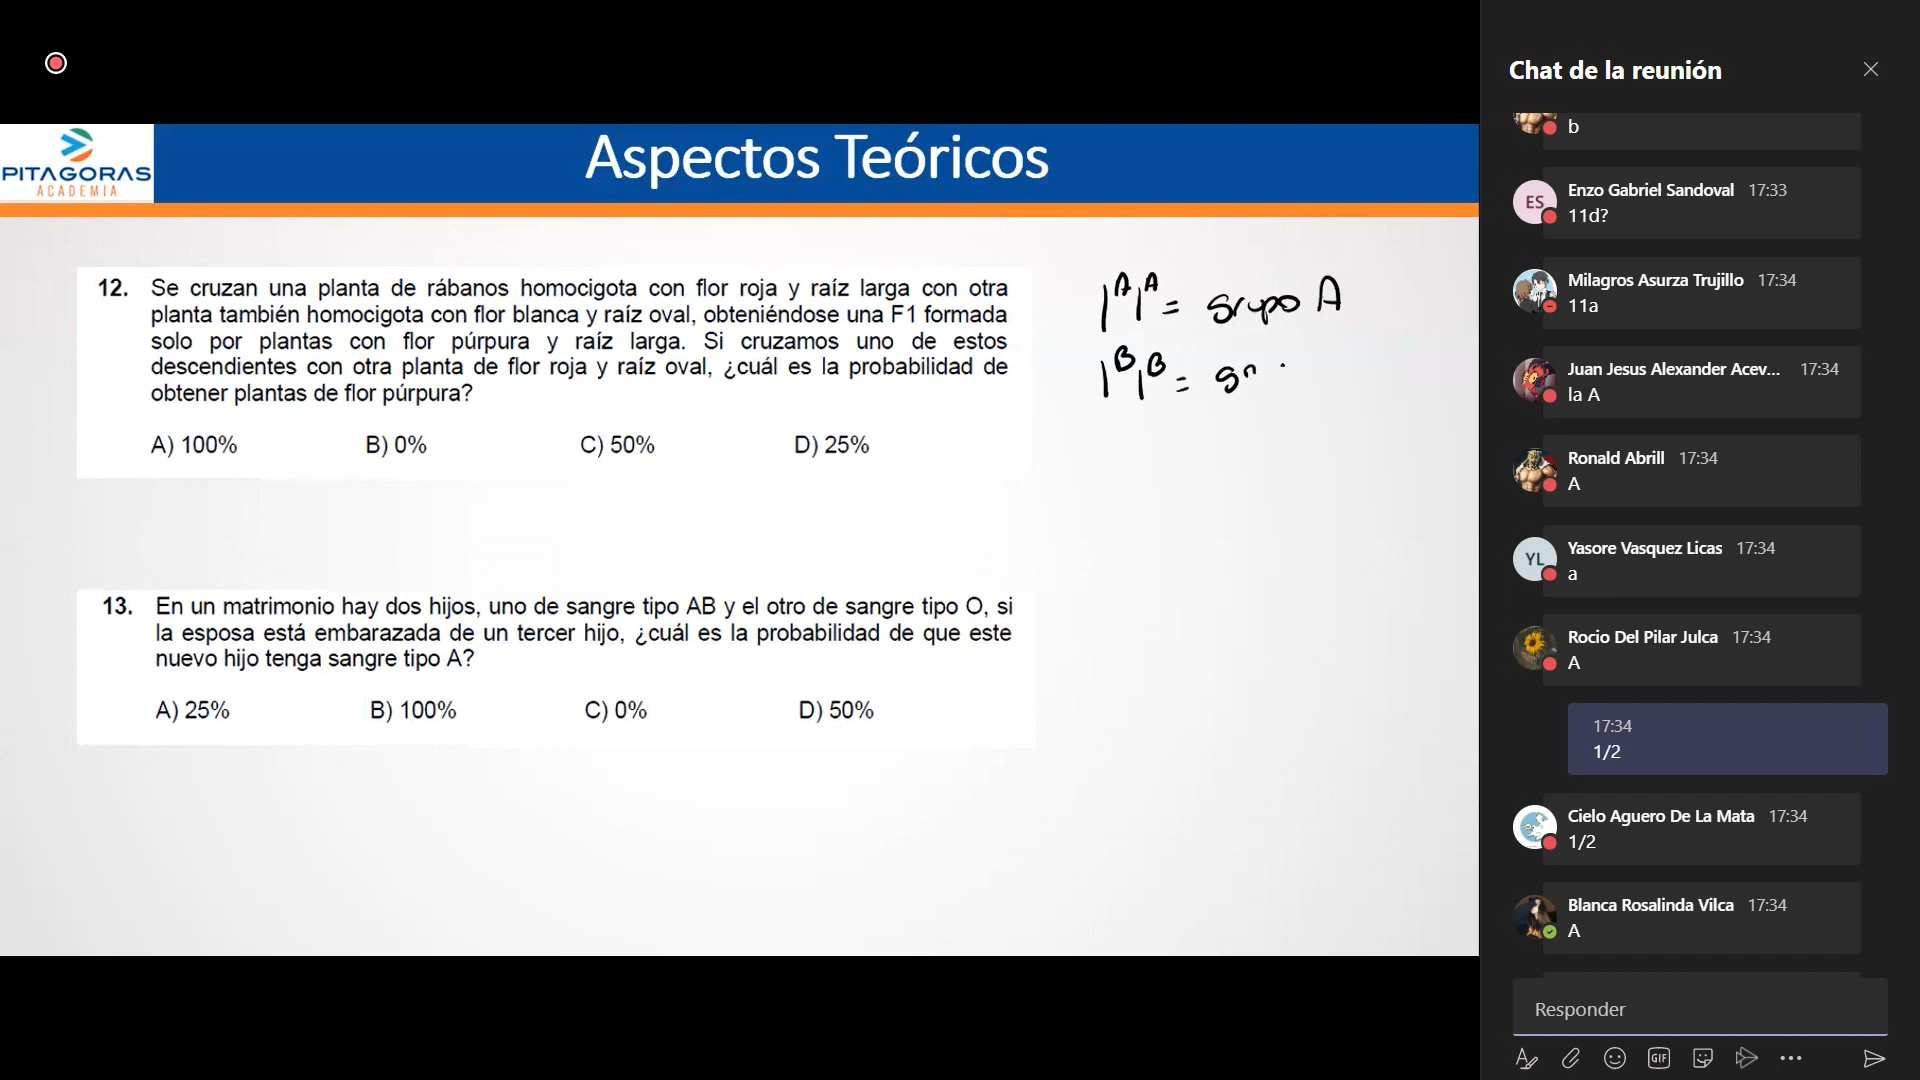 PITAGORAS
ACADEMIA
Aspectos Teóricos
12. Se cruzan una planta de rábanos homocigota con flor roja y raíz larga con otra
planta también homocigota con flor blanca y raíz oval, obteniéndose una F1 formada
solo por plantas con flor púrpura y raíz larga. Si cruzamos uno de estos
descendientes con otra planta de flor roja y raíz oval, ¿cuál es la probabilidad de
obtener plantas de flor púrpura?
A) 100% B) 0% C) 50% D) 25%
13. En un matrimonio hay dos hijos, uno de sangre tipo AB y el otro de sangre tipo O, si
la esposa está embarazada de un tercer hijo, ¿cuál es la probabilidad de que este
nuevo hijo tenga sangre tipo A?
A) 25% B) 100% C) 0% D) 50%
I^A I^A = grupo A
I^B I^B = gr
Chat de la reunión
b
ES
Enzo Gabriel Sandoval 17:33
11d?
Milagros Asurza Trujillo 17:34
11a
Juan Jesus Alexander Acev... 17:34
la A
Ronald Abrill 17:34
A
YL
Yasore Vasquez Licas 17:34
a
Rocio Del Pilar Julca 17:34
A
17:34
1/2
Cielo Aguero De La Mata 17:34
1/2
Blanca Rosalinda Vilca 17:34
A
Responder
GIF